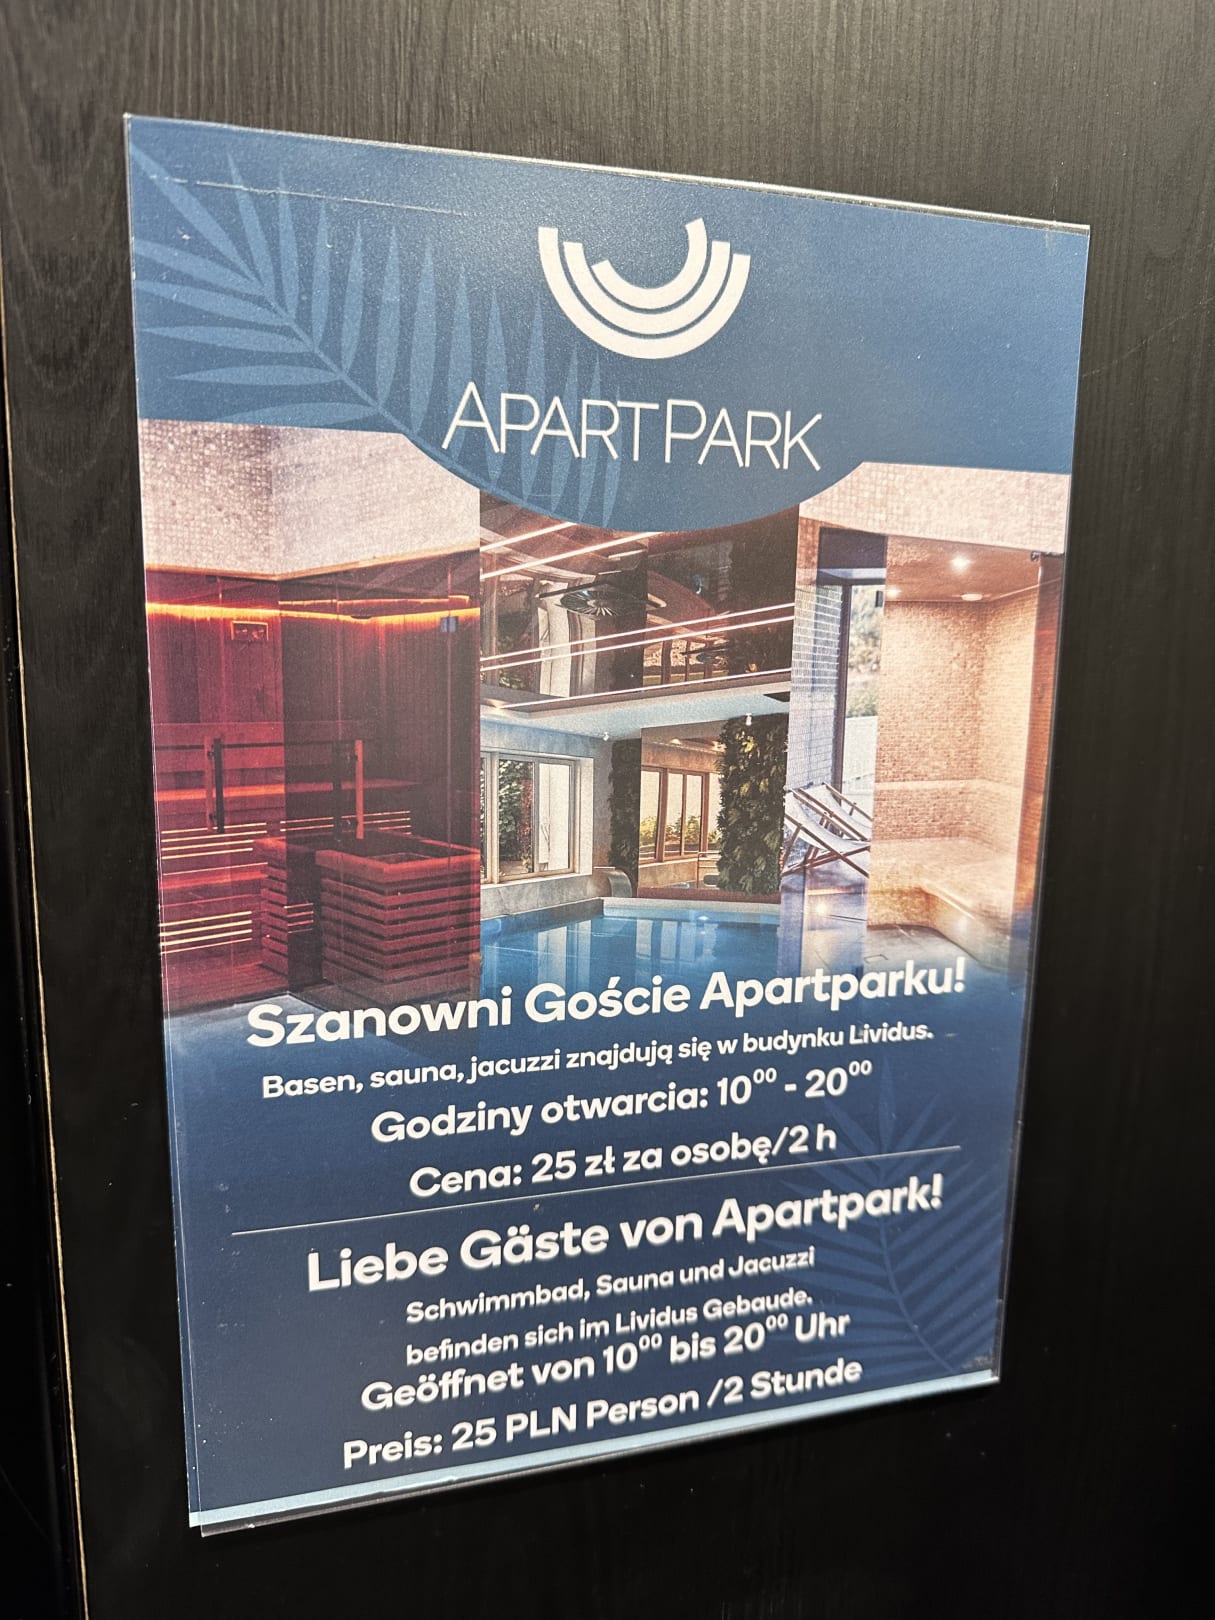 APARTPARK
Szanowni Goście Apartparku!
Basen, sauna, jacuzzi znajdują się w budynku Lividus.
Godziny otwarcia: 10⁰⁰ - 20⁰⁰
Cena: 25 zł za osobę/2 h
Liebe Gäste von Apartpark!
Schwimmbad, Sauna und Jacuzzi
befinden sich im Lividus Gebaude.
Geöffnet von 10⁰⁰ bis 20⁰⁰ Uhr
Preis: 25 PLN Person /2 Stunde